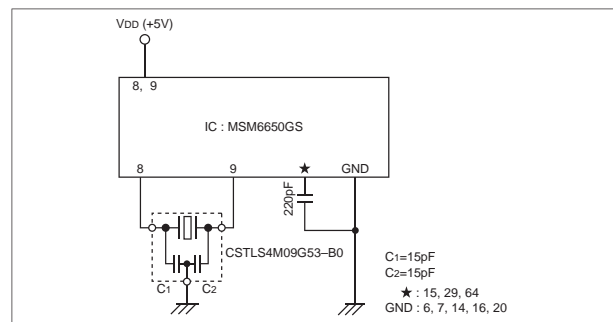 VDD (+5V)
8, 9
IC : MSM6650GS
8
9
★
GND
220pF
CSTLS4M09G53–B0
C1
C2
C1=15pF
C2=15pF
★ : 15, 29, 64
GND : 6, 7, 14, 16, 20